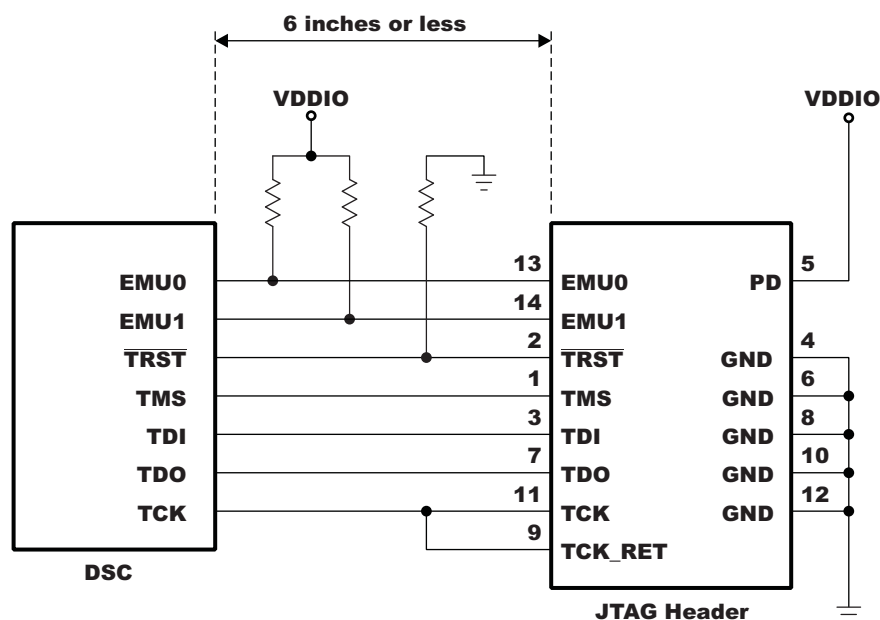 6 inches or less
VDDIO
VDDIO
13
5
EMU0
EMU0
PD
14
EMU1
EMU1
2
4
TRST
TRST
GND
1
6
TMS
TMS
GND
3
8
TDI
TDI
GND
7
10
TDO
TDO
GND
11
12
TCK
TCK
GND
9
TCK_RET
DSC
JTAG Header